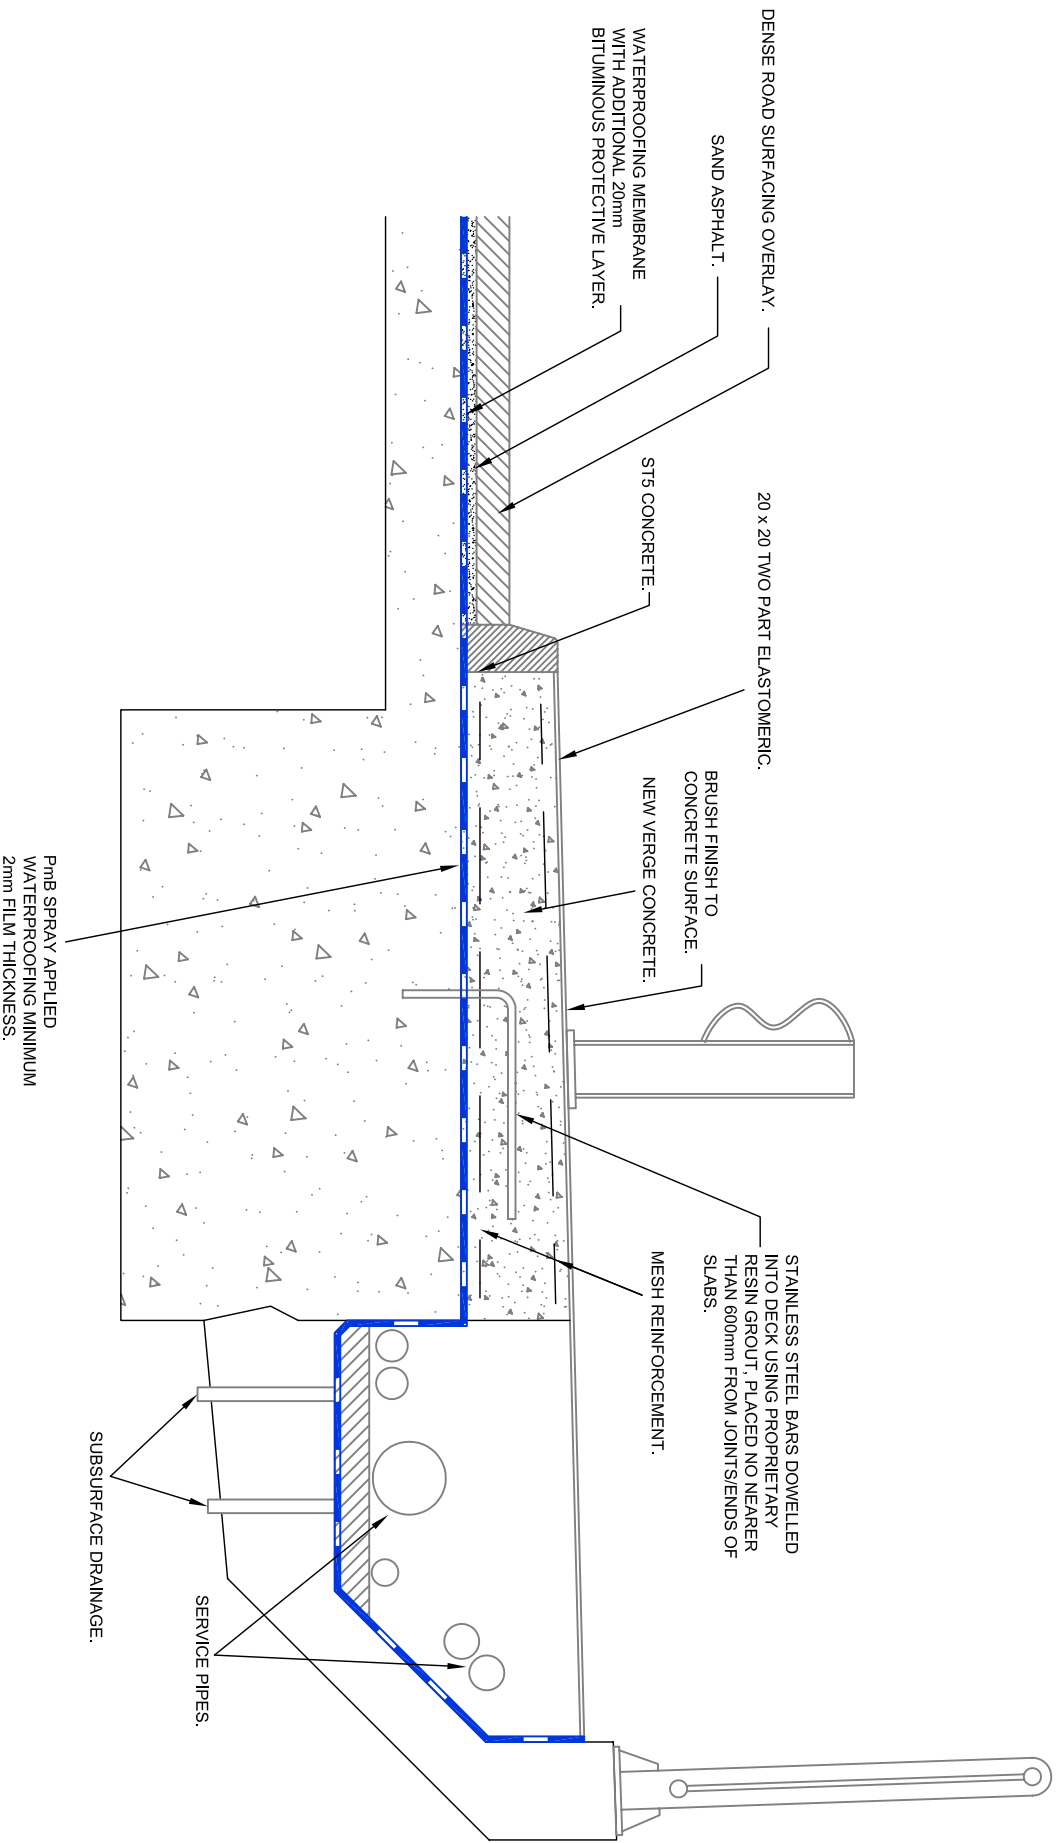 DENSE ROAD SURFACING OVERLAY.
SAND ASPHALT.
WATERPROOFING MEMBRANE
WITH ADDITIONAL 20mm
BITUMINOUS PROTECTIVE LAYER.
20 x 20 TWO PART ELASTOMERIC.
ST5 CONCRETE.
BRUSH FINISH TO
CONCRETE SURFACE.
NEW VERGE CONCRETE.
STAINLESS STEEL BARS DOWELLED
INTO DECK USING PROPRIETARY
RESIN GROUT, PLACED NO NEARER
THAN 600mm FROM JOINTS/ENDS OF
SLABS.
MESH REINFORCEMENT.
PmB SPRAY APPLIED
WATERPROOFING MINIMUM
2mm FILM THICKNESS.
SUBSURFACE DRAINAGE.
SERVICE PIPES.